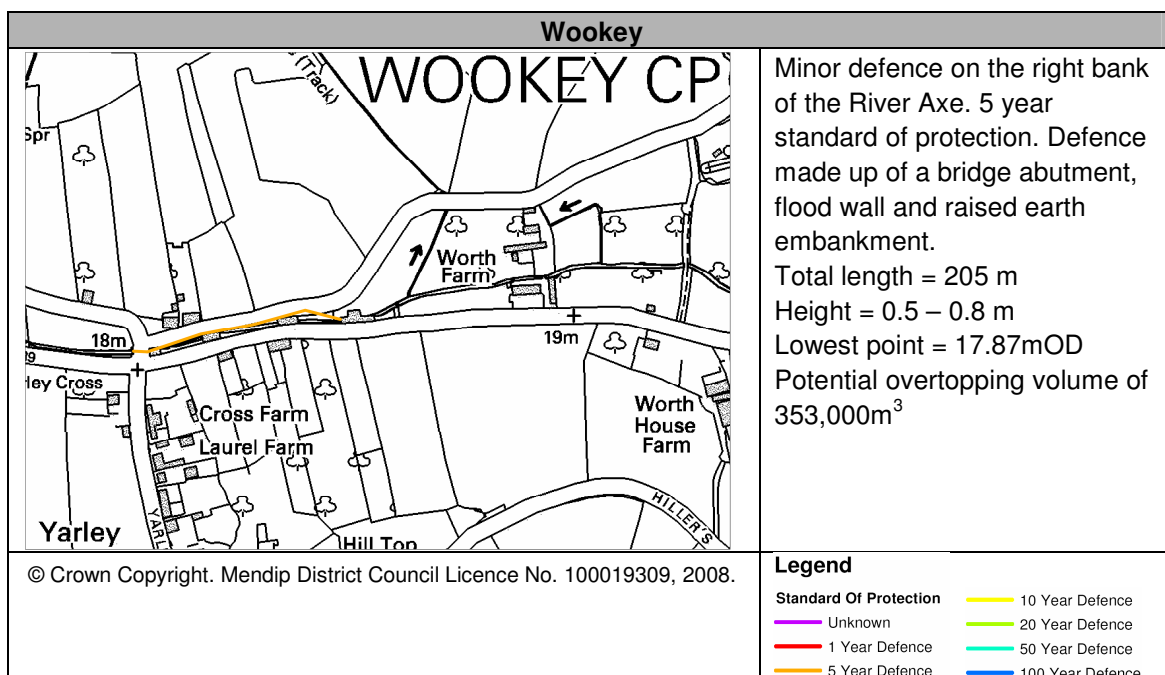 Wookey
(Track)
WOOKEY CP
Spr
Worth
Farm
18m
19m
ley Cross
Cross Farm
Laurel Farm
Worth
House
Farm
Yarley
YARL
Hill Top
HILLER'S
Minor defence on the right bank
of the River Axe. 5 year
standard of protection. Defence
made up of a bridge abutment,
flood wall and raised earth
embankment.
Total length = 205 m
Height = 0.5 – 0.8 m
Lowest point = 17.87mOD
Potential overtopping volume of
353,000m³
© Crown Copyright. Mendip District Council Licence No. 100019309, 2008.
Legend
Standard Of Protection
Unknown
1 Year Defence
5 Year Defence
10 Year Defence
20 Year Defence
50 Year Defence
100 Year Defence